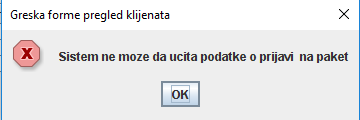 Greska forme pregled klijenata
Sistem ne moze da ucita podatke o prijavi na paket
OK